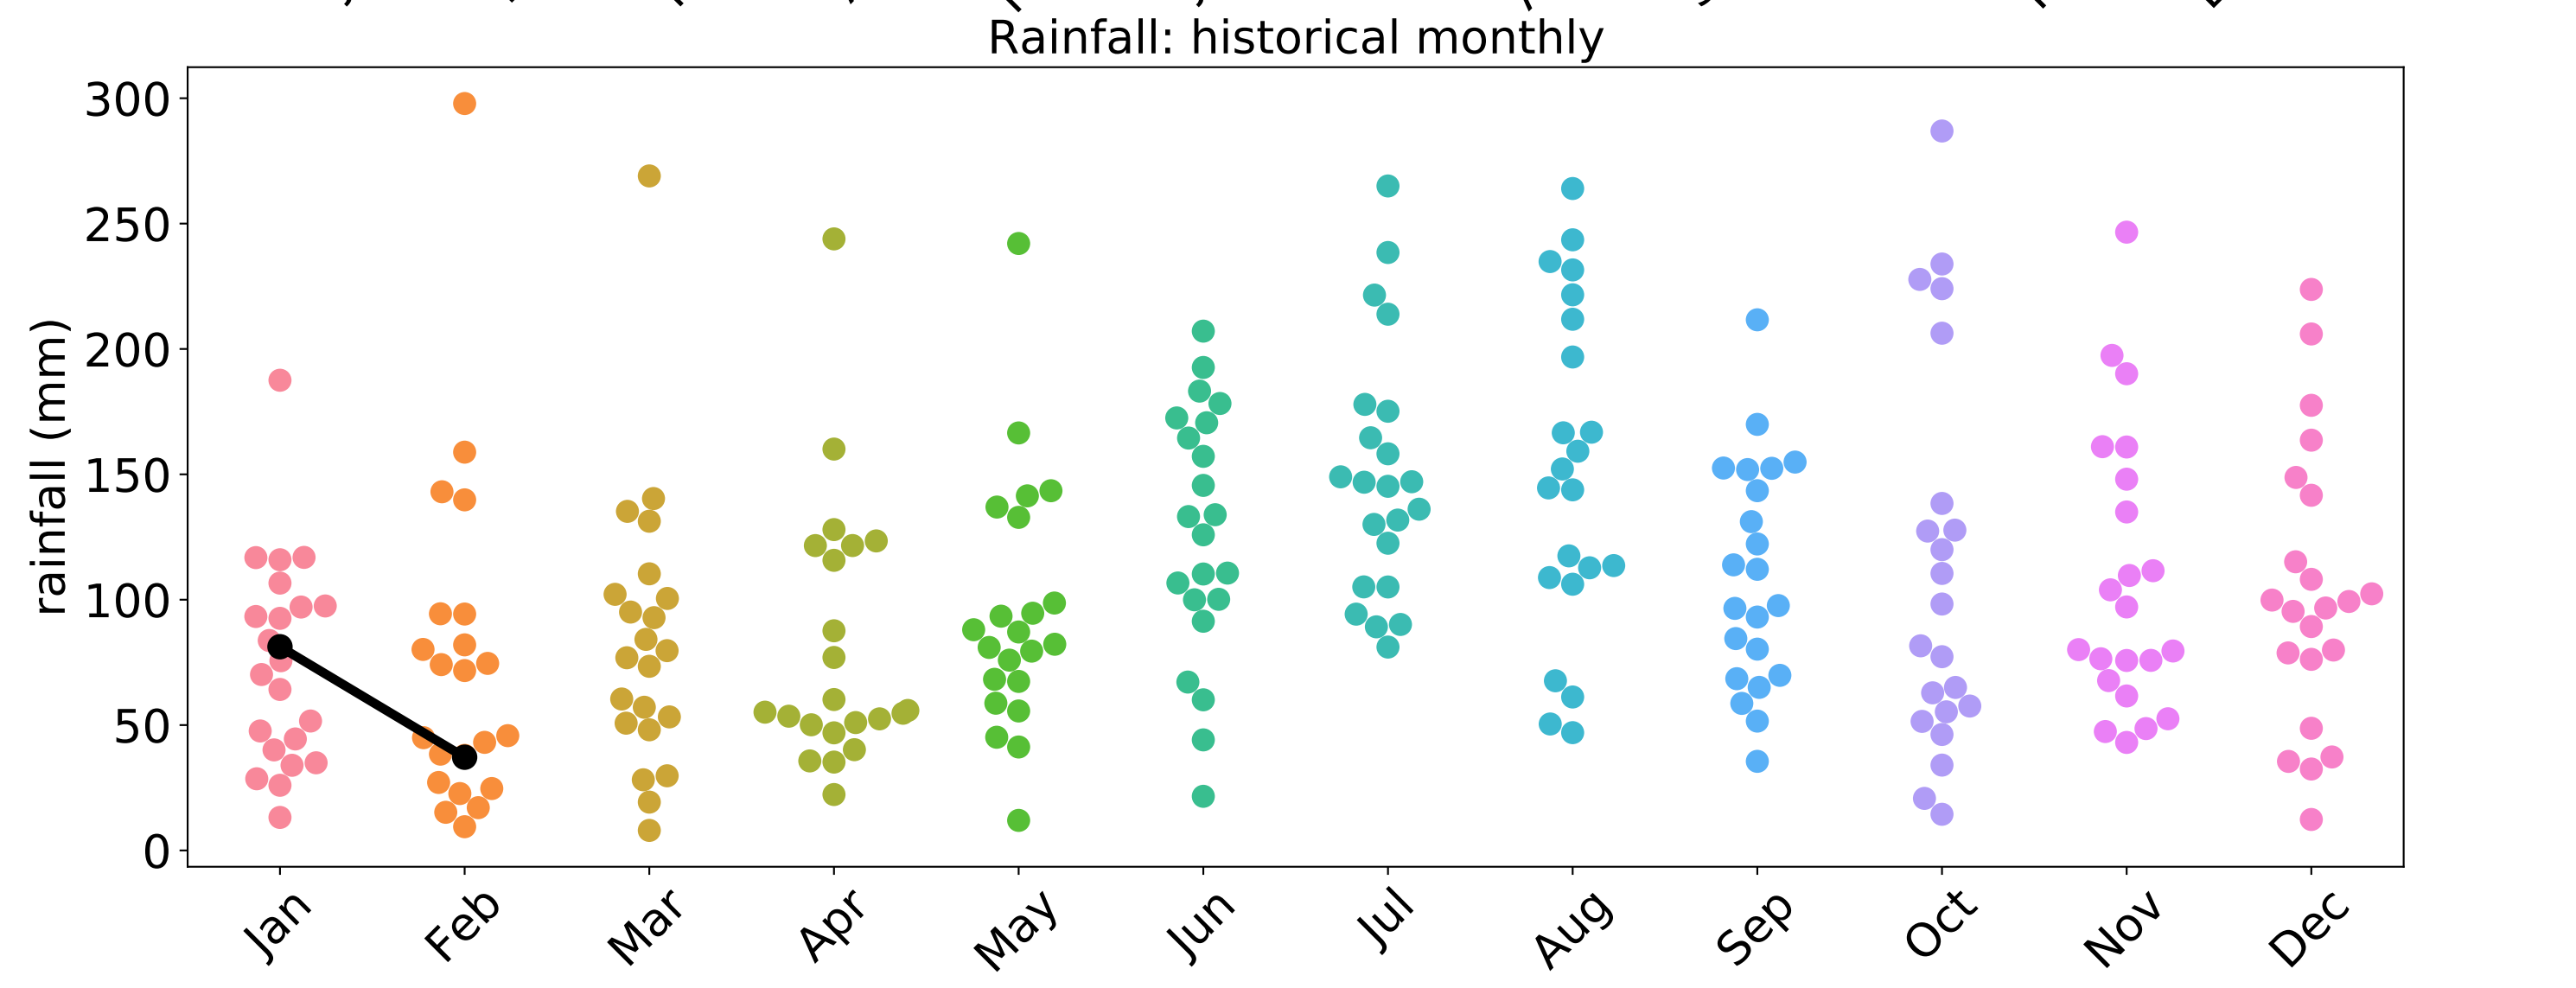 Rainfall: historical monthly
rainfall (mm)
300
250
200
150
100
50
0
Jan
Feb
Mar
Apr
May
Jun
Jul
Aug
Sep
Oct
Nov
Dec